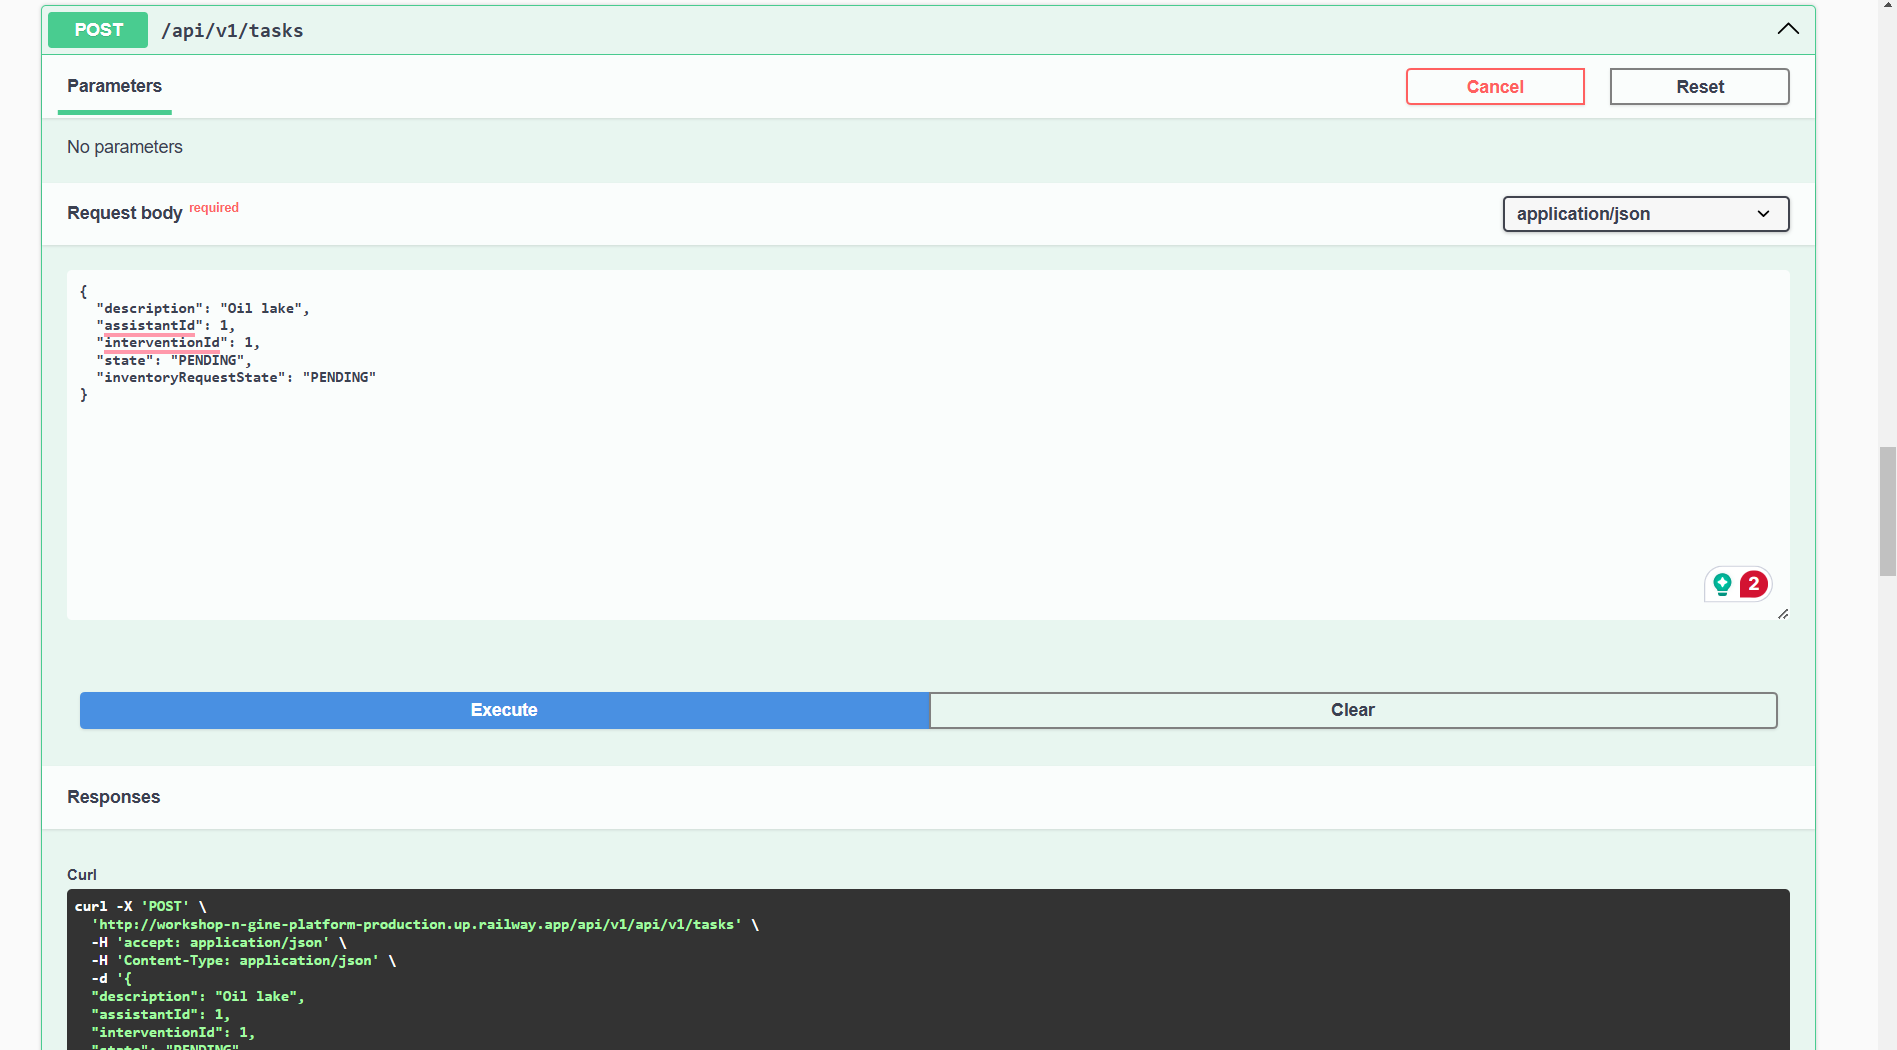 POST /api/v1/tasks
Parameters
Cancel
Reset
No parameters
Request body required
application/json
{
"description": "Oil lake",
"assistantId": 1,
"interventionId": 1,
"state": "PENDING",
"inventoryRequestState": "PENDING"
}
2
Execute
Clear
Responses
Curl
curl -X 'POST' \
'http://workshop-n-gine-platform-production.up.railway.app/api/v1/api/v1/tasks' \
-H 'accept: application/json' \
-H 'Content-Type: application/json' \
-d '{
"description": "Oil lake",
"assistantId": 1,
"interventionId": 1,
"state": "PENDING",